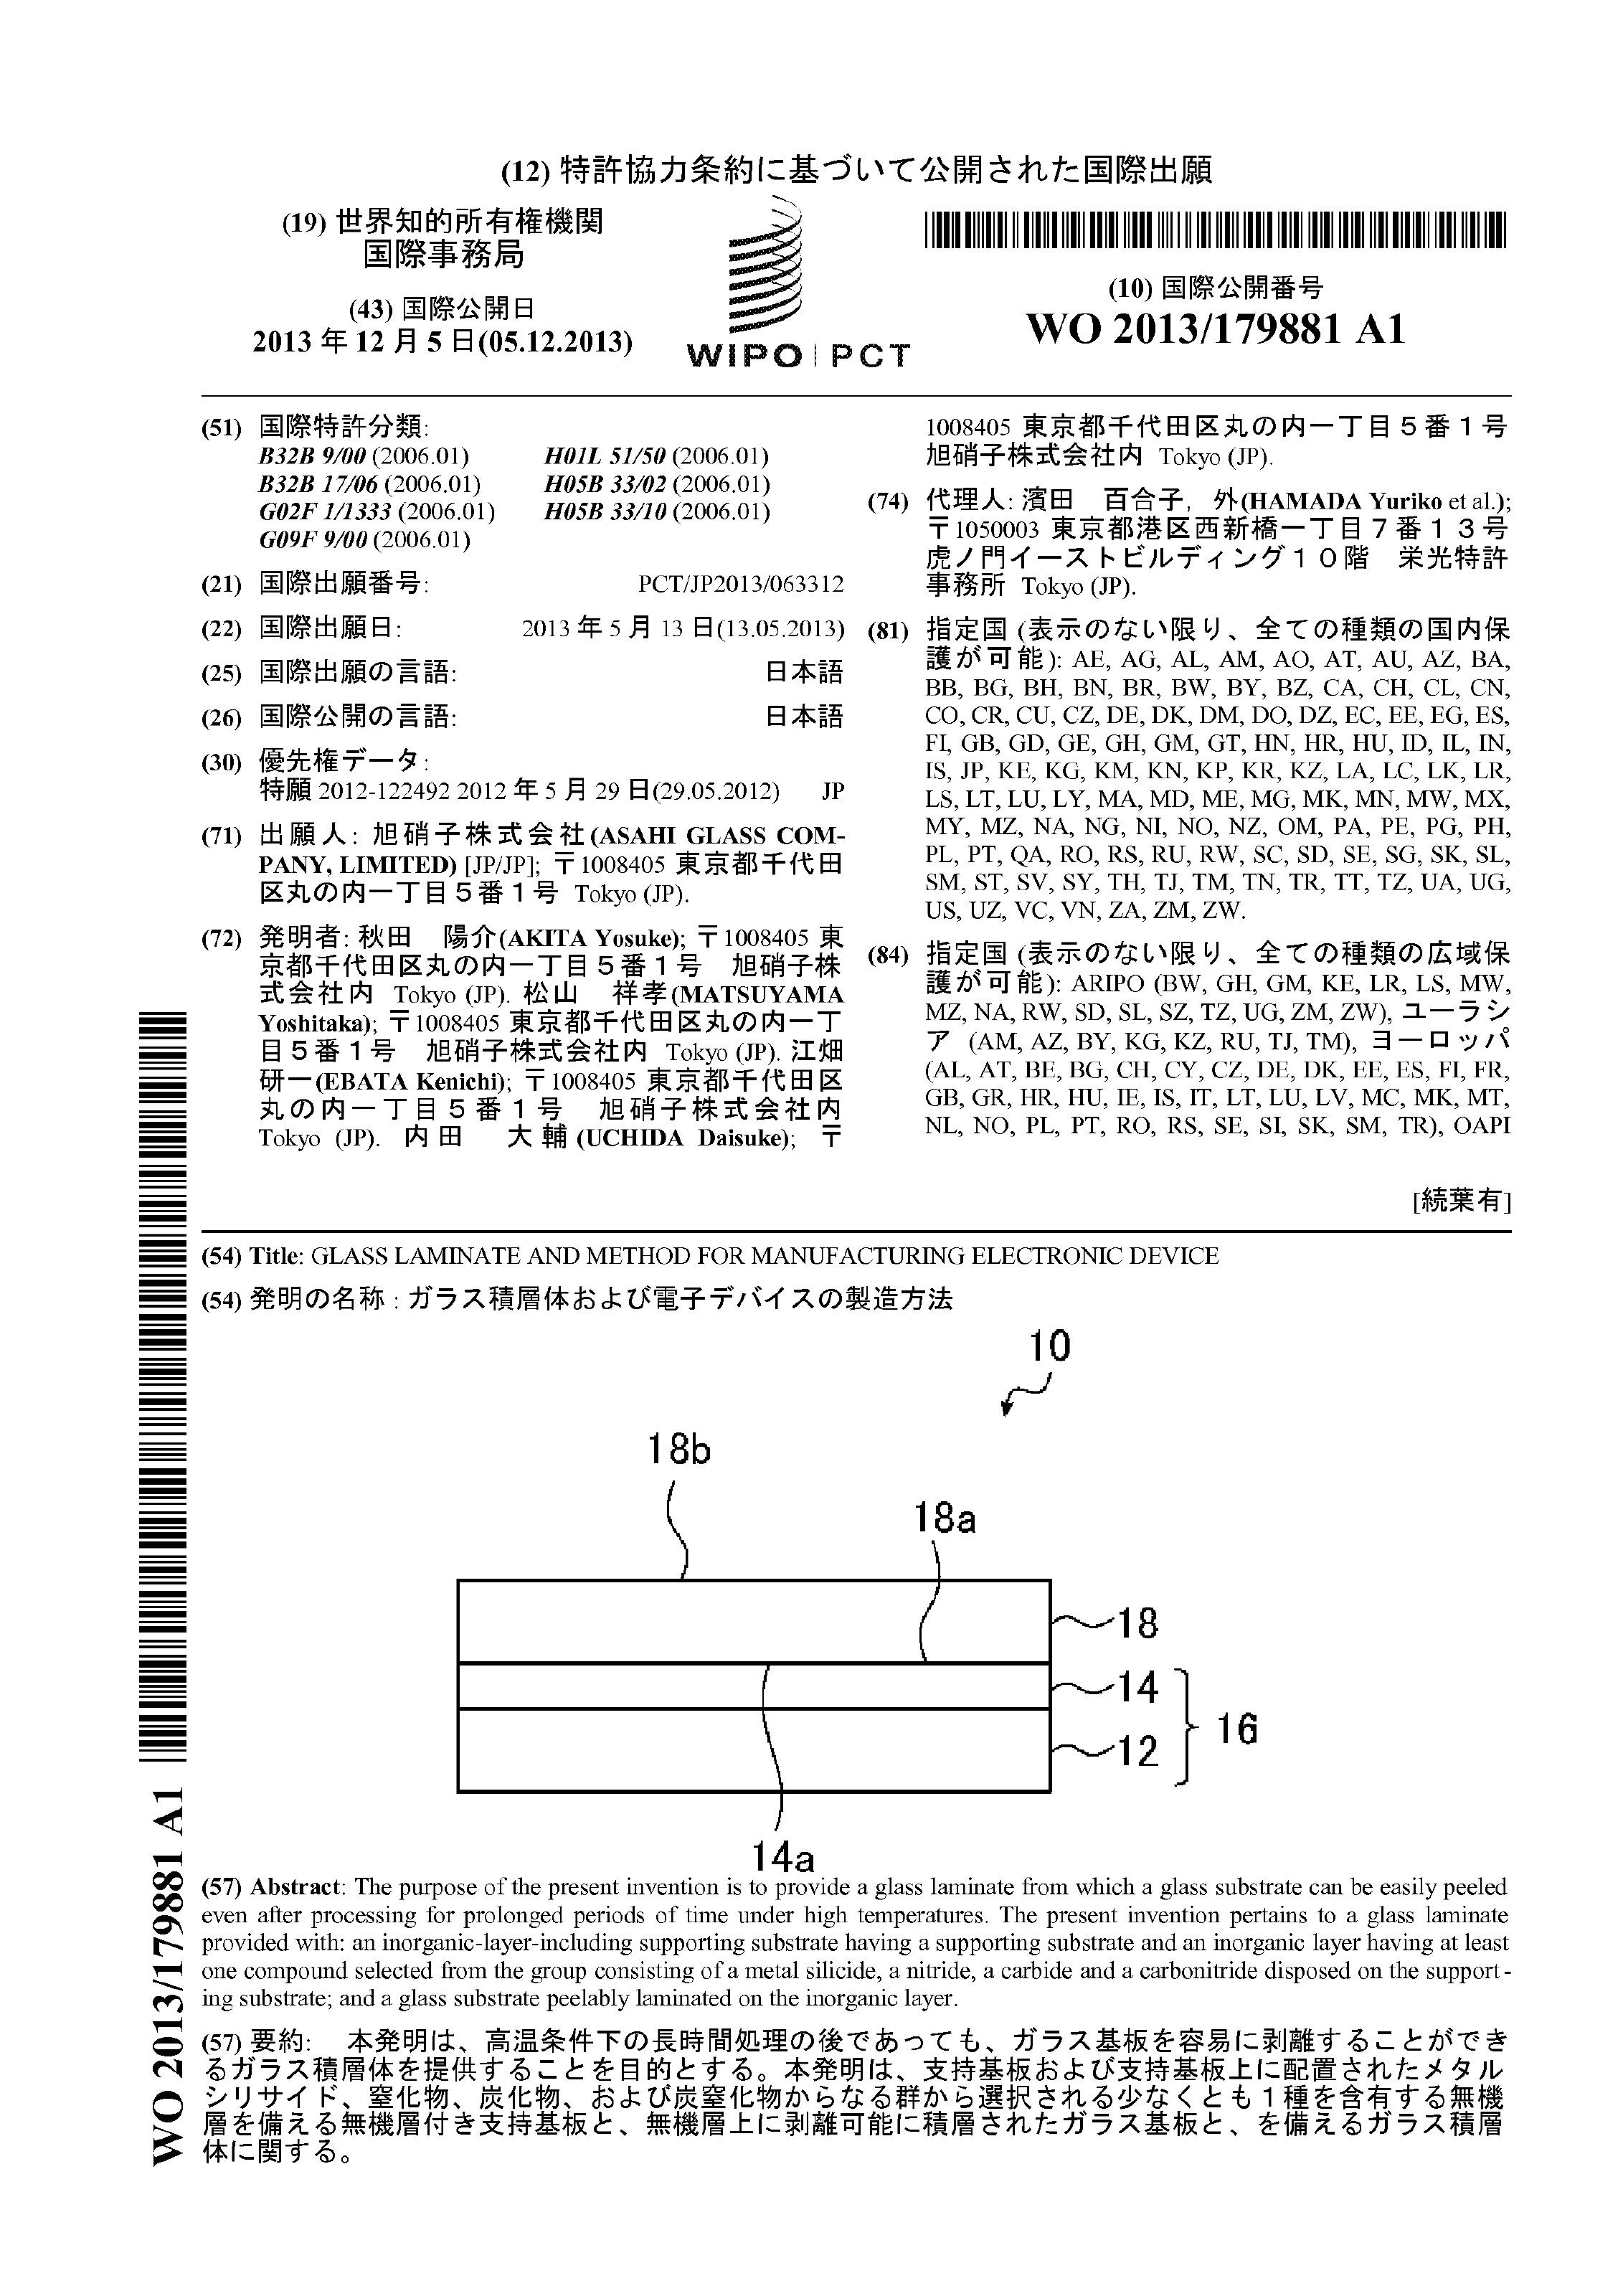 (12) 特許協力条約に基づいて公開された国際出願
(19) 世界知的所有権機関
国際事務局
(43) 国際公開日
2013 年 12 月 5 日(05.12.2013)
WIPO | PCT
(10) 国際公開番号
WO 2013/179881 A1
(51) 国際特許分類:
B32B 9/00 (2006.01) H01L 51/50 (2006.01)
B32B 17/06 (2006.01) H05B 33/02 (2006.01)
G02F 1/1333 (2006.01) H05B 33/10 (2006.01)
G09F 9/00 (2006.01)
(21) 国際出願番号: PCT/JP2013/063312
(22) 国際出願日: 2013 年 5 月 13 日(13.05.2013)
(25) 国際出願の言語: 日本語
(26) 国際公開の言語: 日本語
(30) 優先権データ:
特願 2012-122492 2012 年 5 月 29 日(29.05.2012) JP
(71) 出願人: 旭硝子株式会社(ASAHI GLASS COM-
PANY, LIMITED) [JP/JP]; 〒1008405 東京都千代田
区丸の内一丁目５番１号 Tokyo (JP).
(72) 発明者: 秋田 陽介(AKITA Yosuke); 〒1008405 東
京都千代田区丸の内一丁目５番１号 旭硝子株
式会社内 Tokyo (JP). 松山 祥孝(MATSUYAMA
Yoshitaka); 〒1008405 東京都千代田区丸の内一丁
目５番１号 旭硝子株式会社内 Tokyo (JP). 江畑
研一(EBATA Kenichi); 〒1008405 東京都千代田区
丸の内一丁目５番１号 旭硝子株式会社内
Tokyo (JP). 内田 大輔(UCHIDA Daisuke); 〒
1008405 東京都千代田区丸の内一丁目５番１号
旭硝子株式会社内 Tokyo (JP).
(74) 代理人: 濱田 百合子, 外(HAMADA Yuriko et al.);
〒1050003 東京都港区西新橋一丁目７番１３号
虎ノ門イーストビルディング１０階 栄光特許
事務所 Tokyo (JP).
(81) 指定国 (表示のない限り、全ての種類の国内保
護が可能): AE, AG, AL, AM, AO, AT, AU, AZ, BA,
BB, BG, BH, BN, BR, BW, BY, BZ, CA, CH, CL, CN,
CO, CR, CU, CZ, DE, DK, DM, DO, DZ, EC, EE, EG, ES,
FI, GB, GD, GE, GH, GM, GT, HN, HR, HU, ID, IL, IN,
IS, JP, KE, KG, KM, KN, KP, KR, KZ, LA, LC, LK, LR,
LS, LT, LU, LY, MA, MD, ME, MG, MK, MN, MW, MX,
MY, MZ, NA, NG, NI, NO, NZ, OM, PA, PE, PG, PH,
PL, PT, QA, RO, RS, RU, RW, SC, SD, SE, SG, SK, SL,
SM, ST, SV, SY, TH, TJ, TM, TN, TR, TT, TZ, UA, UG,
US, UZ, VC, VN, ZA, ZM, ZW.
(84) 指定国 (表示のない限り、全ての種類の広域保
護が可能): ARIPO (BW, GH, GM, KE, LR, LS, MW,
MZ, NA, RW, SD, SL, SZ, TZ, UG, ZM, ZW), ユーラシ
ア (AM, AZ, BY, KG, KZ, RU, TJ, TM), ヨーロッパ
(AL, AT, BE, BG, CH, CY, CZ, DE, DK, EE, ES, FI, FR,
GB, GR, HR, HU, IE, IS, IT, LT, LU, LV, MC, MK, MT,
NL, NO, PL, PT, RO, RS, SE, SI, SK, SM, TR), OAPI
[続葉有]
(54) Title: GLASS LAMINATE AND METHOD FOR MANUFACTURING ELECTRONIC DEVICE
(54) 発明の名称 : ガラス積層体および電子デバイスの製造方法
10
18b
18a
18
14
16
12
14a
(57) Abstract: The purpose of the present invention is to provide a glass laminate from which a glass substrate can be easily peeled
even after processing for prolonged periods of time under high temperatures. The present invention pertains to a glass laminate
provided with: an inorganic-layer-including supporting substrate having a supporting substrate and an inorganic layer having at least
one compound selected from the group consisting of a metal silicide, a nitride, a carbide and a carbonitride disposed on the support-
ing substrate; and a glass substrate peelably laminated on the inorganic layer.
(57) 要約: 本発明は、高温条件下の長時間処理の後であっても、ガラス基板を容易に剥離することができ
るガラス積層体を提供することを目的とする。本発明は、支持基板および支持基板上に配置されたメタル
シリサイド、窒化物、炭化物、および炭窒化物からなる群から選択される少なくとも１種を含有する無機
層を備える無機層付き支持基板と、無機層上に剥離可能に積層されたガラス基板と、を備えるガラス積層
体に関する。
WO 2013/179881 A1